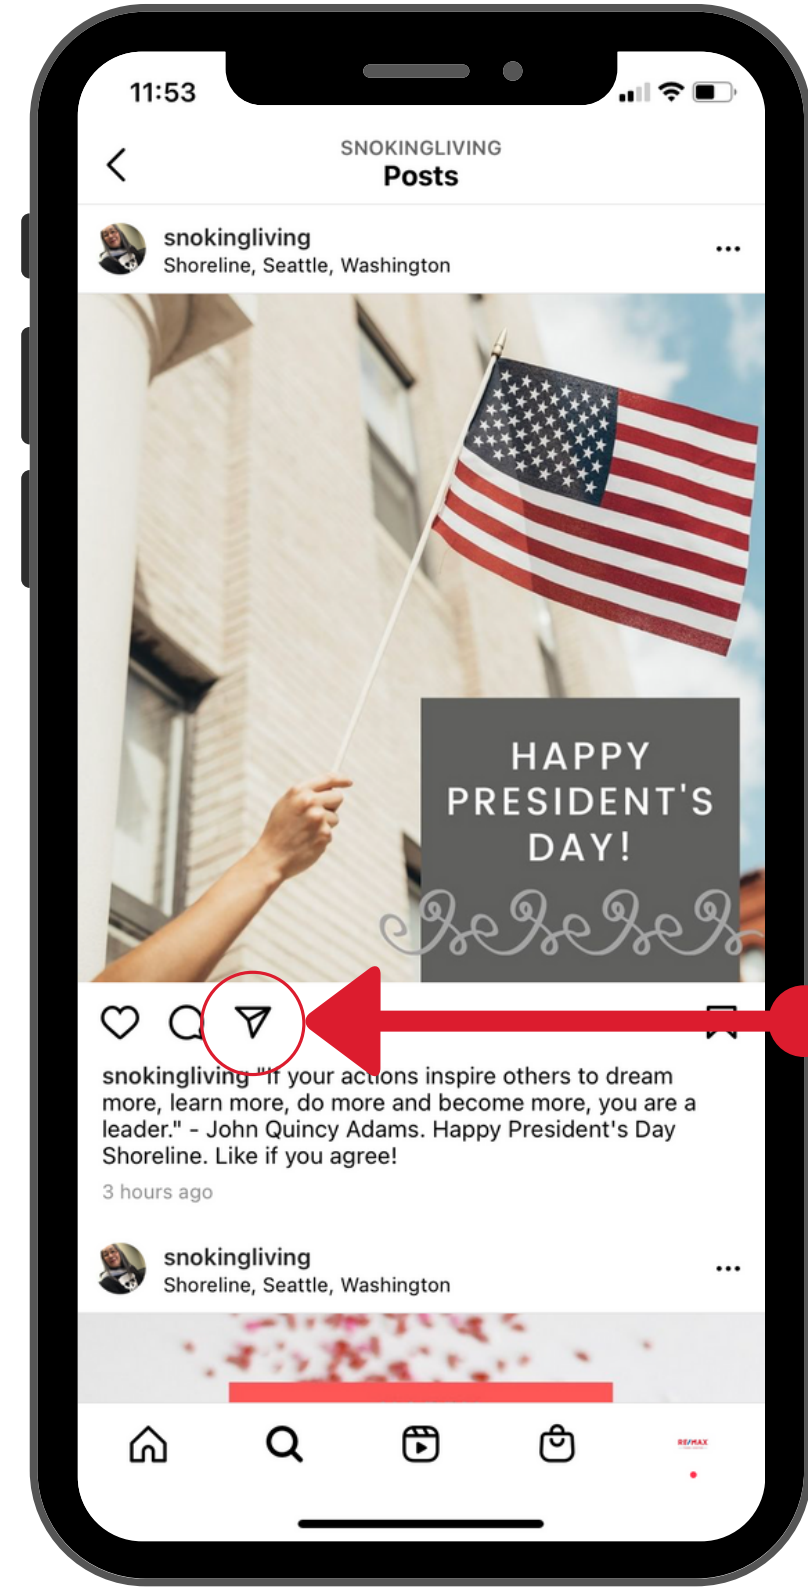 11:53
SNOKINGLIVING
Posts
snokingliving
Shoreline, Seattle, Washington
HAPPY
PRESIDENT'S
DAY!
snokingliving "If your actions inspire others to dream
more, learn more, do more and become more, you are a
leader." - John Quincy Adams. Happy President's Day
Shoreline. Like if you agree!
3 hours ago
snokingliving
Shoreline, Seattle, Washington
RE/MAX